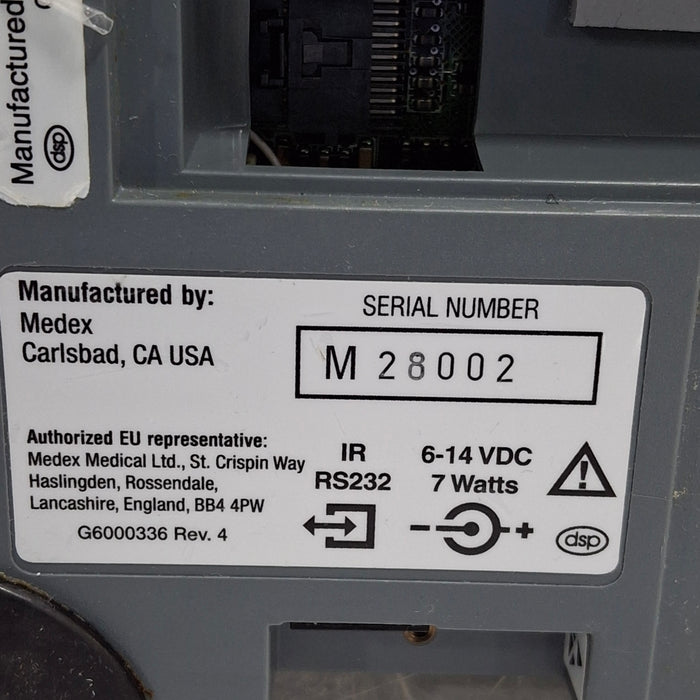 Manufactured
dsp
Manufactured by:
Medex
Carlsbad, CA USA
SERIAL NUMBER
M 28002
Authorized EU representative:
Medex Medical Ltd., St. Crispin Way
Haslingden, Rossendale,
Lancashire, England, BB4 4PW
G6000336 Rev. 4
IR
RS232
6-14 VDC
7 Watts
dsp